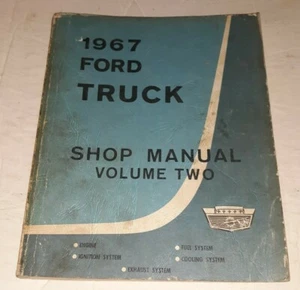 1967
FORD
TRUCK
SHOP MANUAL
VOLUME TWO
ENGINE
FUEL SYSTEM
IGNITION SYSTEM
COOLING SYSTEM
EXHAUST SYSTEM